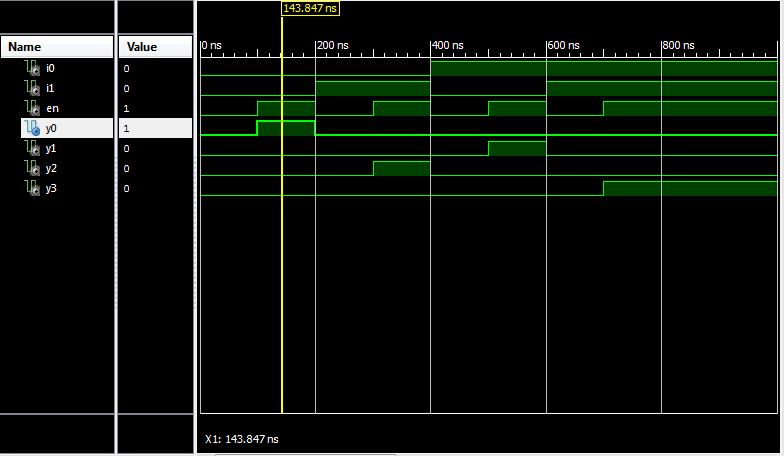 143.847 ns
Name Value
0 ns 200 ns 400 ns 600 ns 800 ns
i0 0
i1 0
en 1
y0 1
y1 0
y2 0
y3 0
X1: 143.847 ns